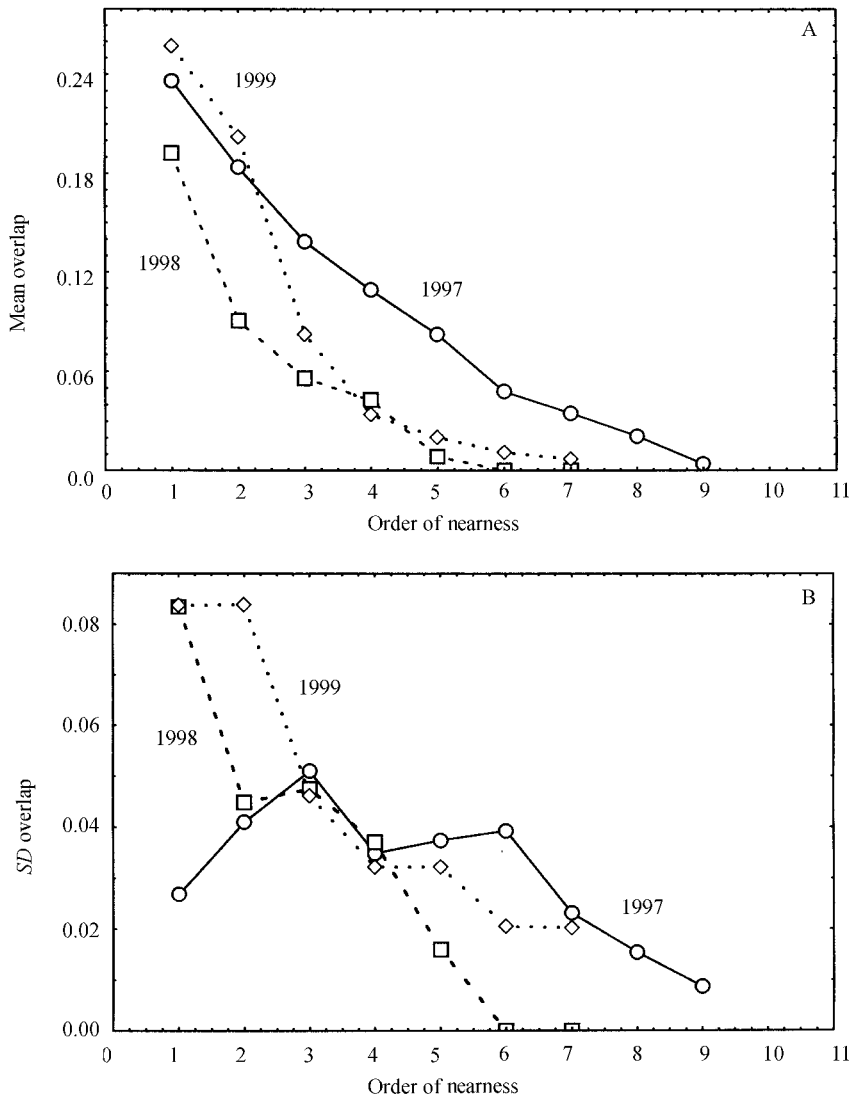 A
0.24
0.18
0.12
0.06
0.0
Mean overlap
1999
1998
1997
0 1 2 3 4 5 6 7 8 9 10 11
Order of nearness
B
0.08
0.06
0.04
0.02
0.00
SD overlap
1999
1998
1997
0 1 2 3 4 5 6 7 8 9 10 11
Order of nearness